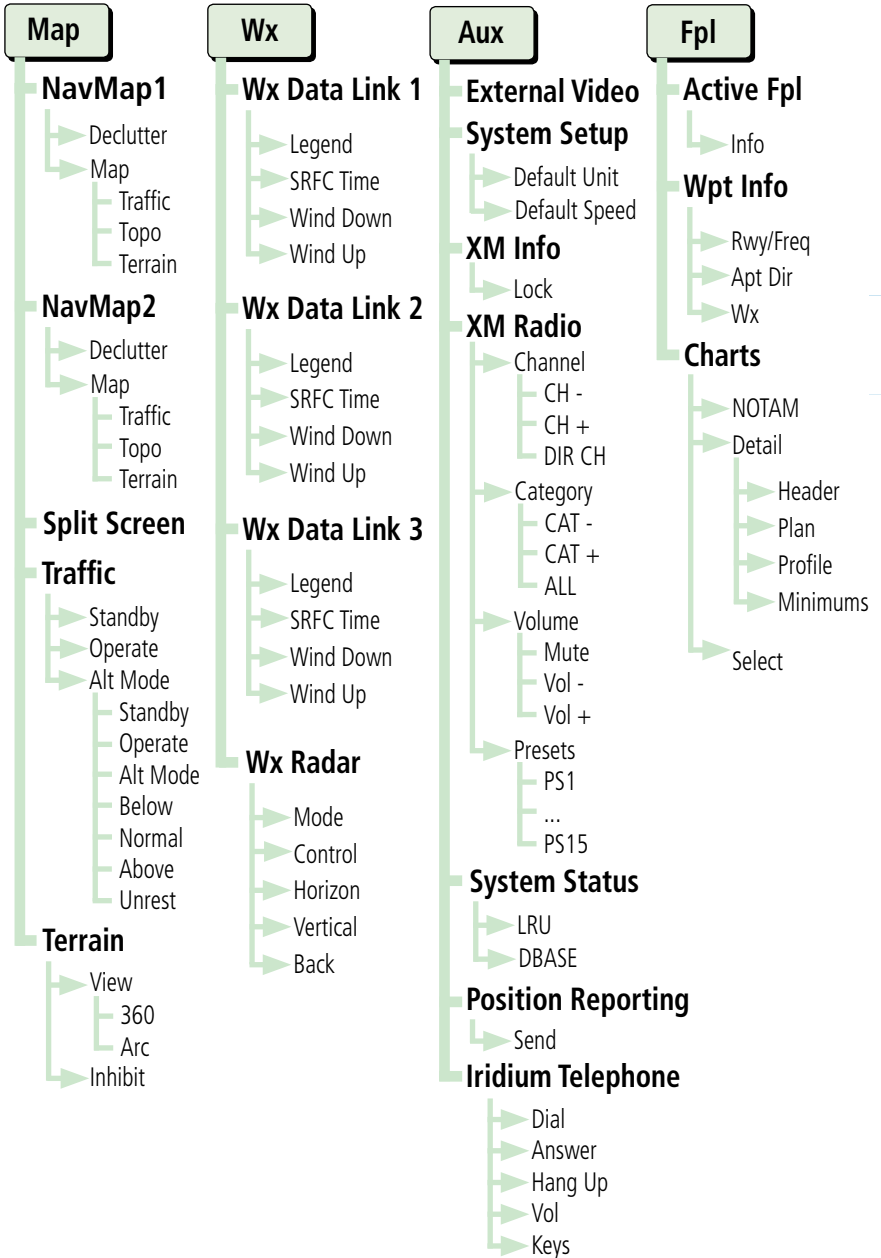 Map
NavMap1
Declutter
Map
Traffic
Topo
Terrain
NavMap2
Declutter
Map
Traffic
Topo
Terrain
Split Screen
Traffic
Standby
Operate
Alt Mode
Standby
Operate
Alt Mode
Below
Normal
Above
Unrest
Terrain
View
360
Arc
Inhibit
Wx
Wx Data Link 1
Legend
SRFC Time
Wind Down
Wind Up
Wx Data Link 2
Legend
SRFC Time
Wind Down
Wind Up
Wx Data Link 3
Legend
SRFC Time
Wind Down
Wind Up
Wx Radar
Mode
Control
Horizon
Vertical
Back
Aux
External Video
System Setup
Default Unit
Default Speed
XM Info
Lock
XM Radio
Channel
CH -
CH +
DIR CH
Category
CAT -
CAT +
ALL
Volume
Mute
Vol -
Vol +
Presets
PS1
...
PS15
System Status
LRU
DBASE
Position Reporting
Send
Iridium Telephone
Dial
Answer
Hang Up
Vol
Keys
Fpl
Active Fpl
Info
Wpt Info
Rwy/Freq
Apt Dir
Wx
Charts
NOTAM
Detail
Header
Plan
Profile
Minimums
Select